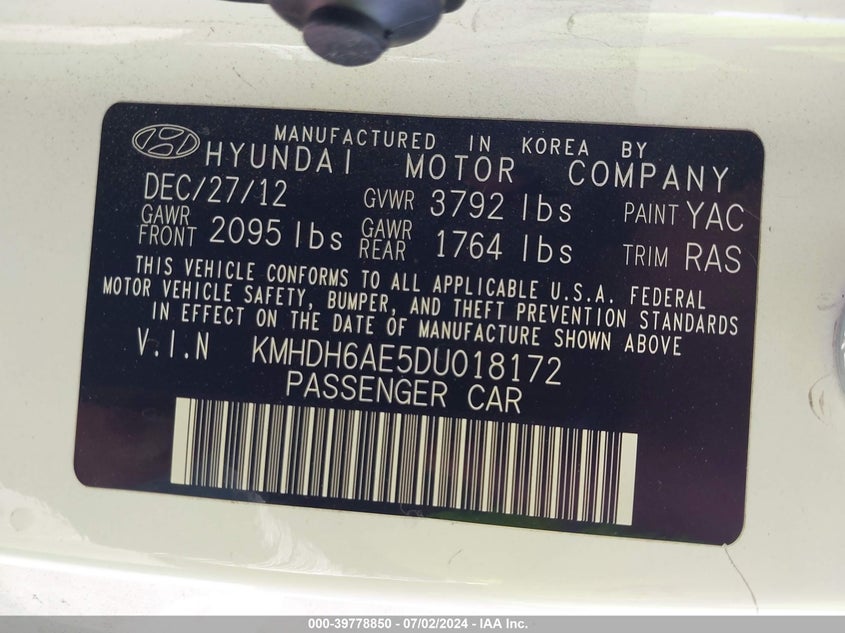 MANUFACTURED IN KOREA BY
HYUNDAI MOTOR COMPANY
DEC/27/12 GVWR 3792 lbs PAINT YAC
GAWR FRONT 2095 lbs GAWR REAR 1764 lbs TRIM RAS
THIS VEHICLE CONFORMS TO ALL APPLICABLE U.S.A. FEDERAL
MOTOR VEHICLE SAFETY, BUMPER, AND THEFT PREVENTION STANDARDS
IN EFFECT ON THE DATE OF MANUFACTURE SHOWN ABOVE
V.I.N KMHDH6AE5DU018172
PASSENGER CAR
000-39778850 - 07/02/2024 - IAA Inc.